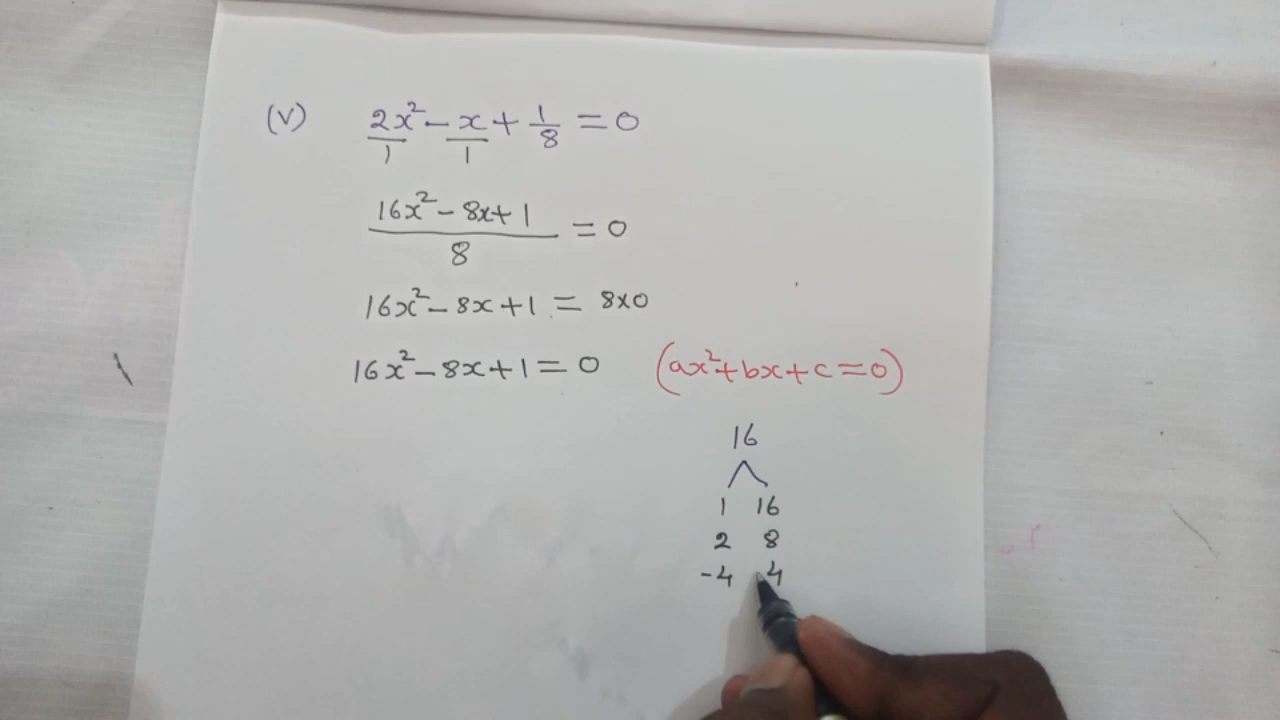 (V) 2x²/1 - x/1 + 1/8 = 0
16x² - 8x + 1 / 8 = 0
16x² - 8x + 1 = 8×0
16x² - 8x + 1 = 0 (ax² + bx + c = 0)
16
1 16
2 8
-4 4